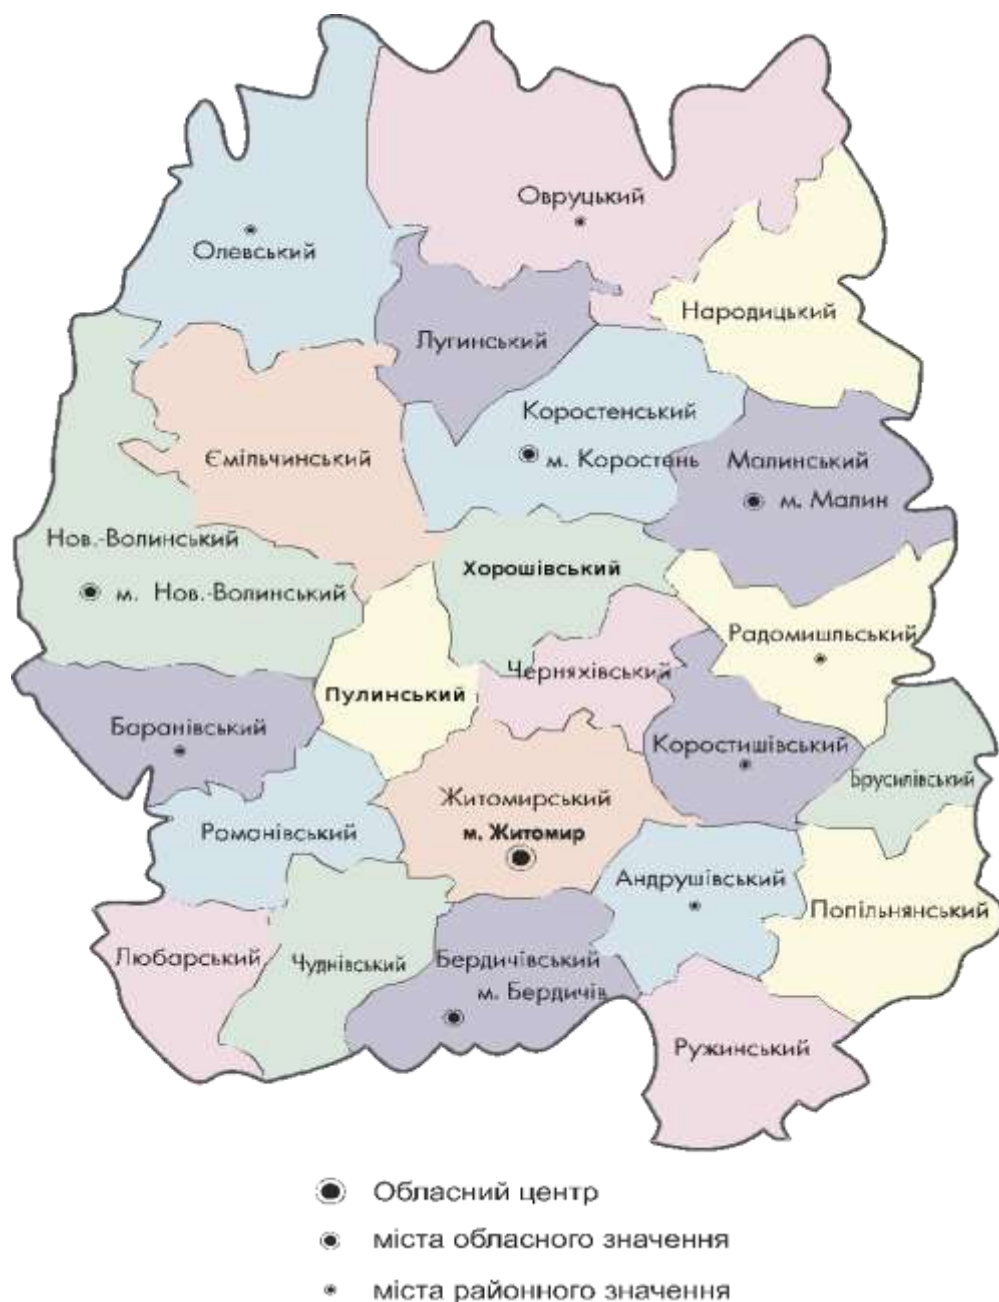 Овруцький
Олевський
Народицький
Лугинський
Коростенський
м. Коростень
Ємільчинський
Малинський
м. Малин
Нов.-Волинський
м. Нов.-Волинський
Хорошівський
Радомишльський
Черняхівський
Пулинський
Баранівський
Коростишівський
Брусилівський
Житомирський
м. Житомир
Романівський
Андрушівський
Попільнянський
Любарський
Чуднівський
Бердичівський
м. Бердичів
Ружинський
Обласний центр
міста обласного значення
міста районного значення